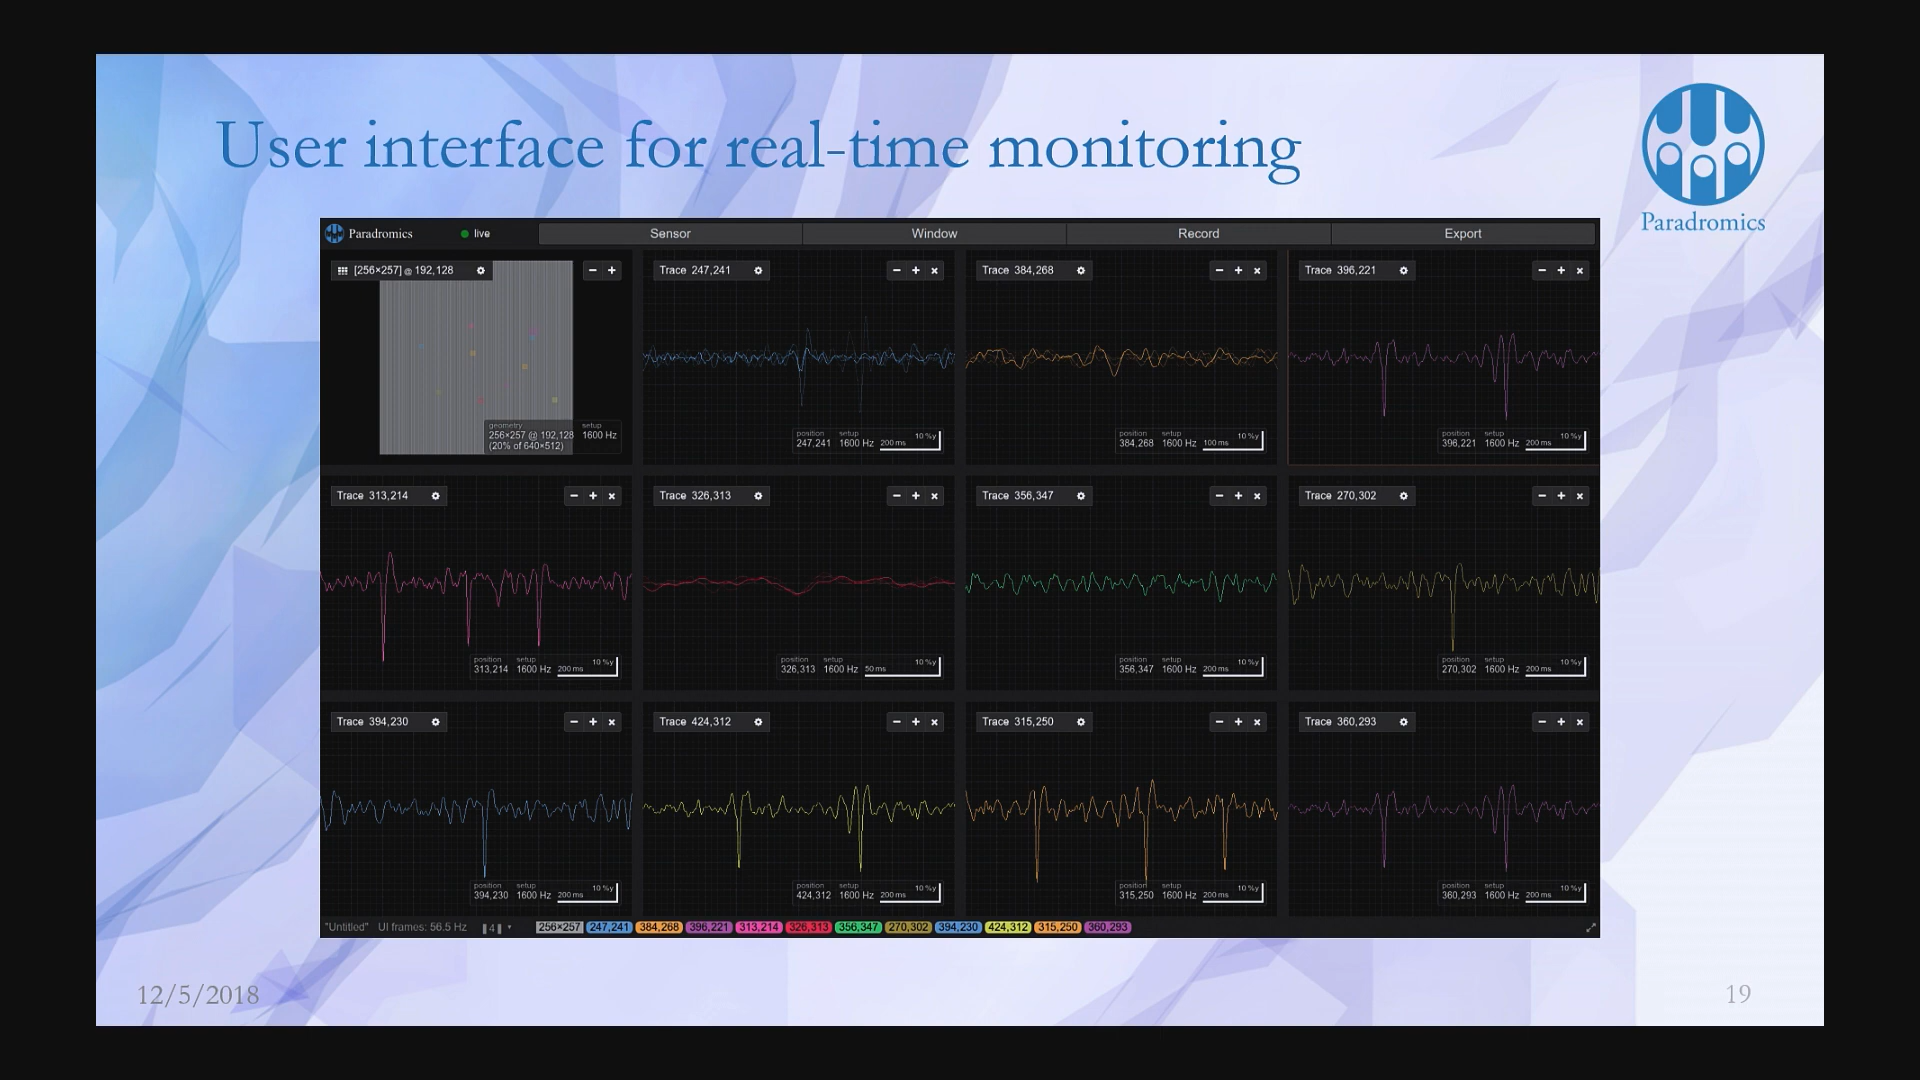 User interface for real-time monitoring
Paradromics
Paradromics live Sensor Window Record Export
[256×257] @ 192,128 − +
Trace 247,241 − + ×
Trace 384,268 − + ×
Trace 396,221 − + ×
geometry setup
256×257 @ 192,128 1600 Hz
(20% of 640×512)
position setup 10 %y
247,241 1600 Hz 200 ms
position setup 10 %y
384,268 1600 Hz 100 ms
position setup 10 %y
396,221 1600 Hz 200 ms
Trace 313,214 − + ×
Trace 326,313 − + ×
Trace 356,347 − + ×
Trace 270,302 − + ×
position setup 10 %y
313,214 1600 Hz 200 ms
position setup 10 %y
326,313 1600 Hz 50 ms
position setup 10 %y
356,347 1600 Hz 200 ms
position setup 10 %y
270,302 1600 Hz 200 ms
Trace 394,230 − + ×
Trace 424,312 − + ×
Trace 315,250 − + ×
Trace 360,293 − + ×
position setup 10 %y
394,230 1600 Hz 200 ms
position setup 10 %y
424,312 1600 Hz 200 ms
position setup 10 %y
315,250 1600 Hz 200 ms
position setup 10 %y
360,293 1600 Hz 200 ms
"Untitled" UI frames: 56.5 Hz 4 256×257 247,241 384,268 396,221 313,214 326,313 356,347 270,302 394,230 424,312 315,250 360,293
12/5/2018
19